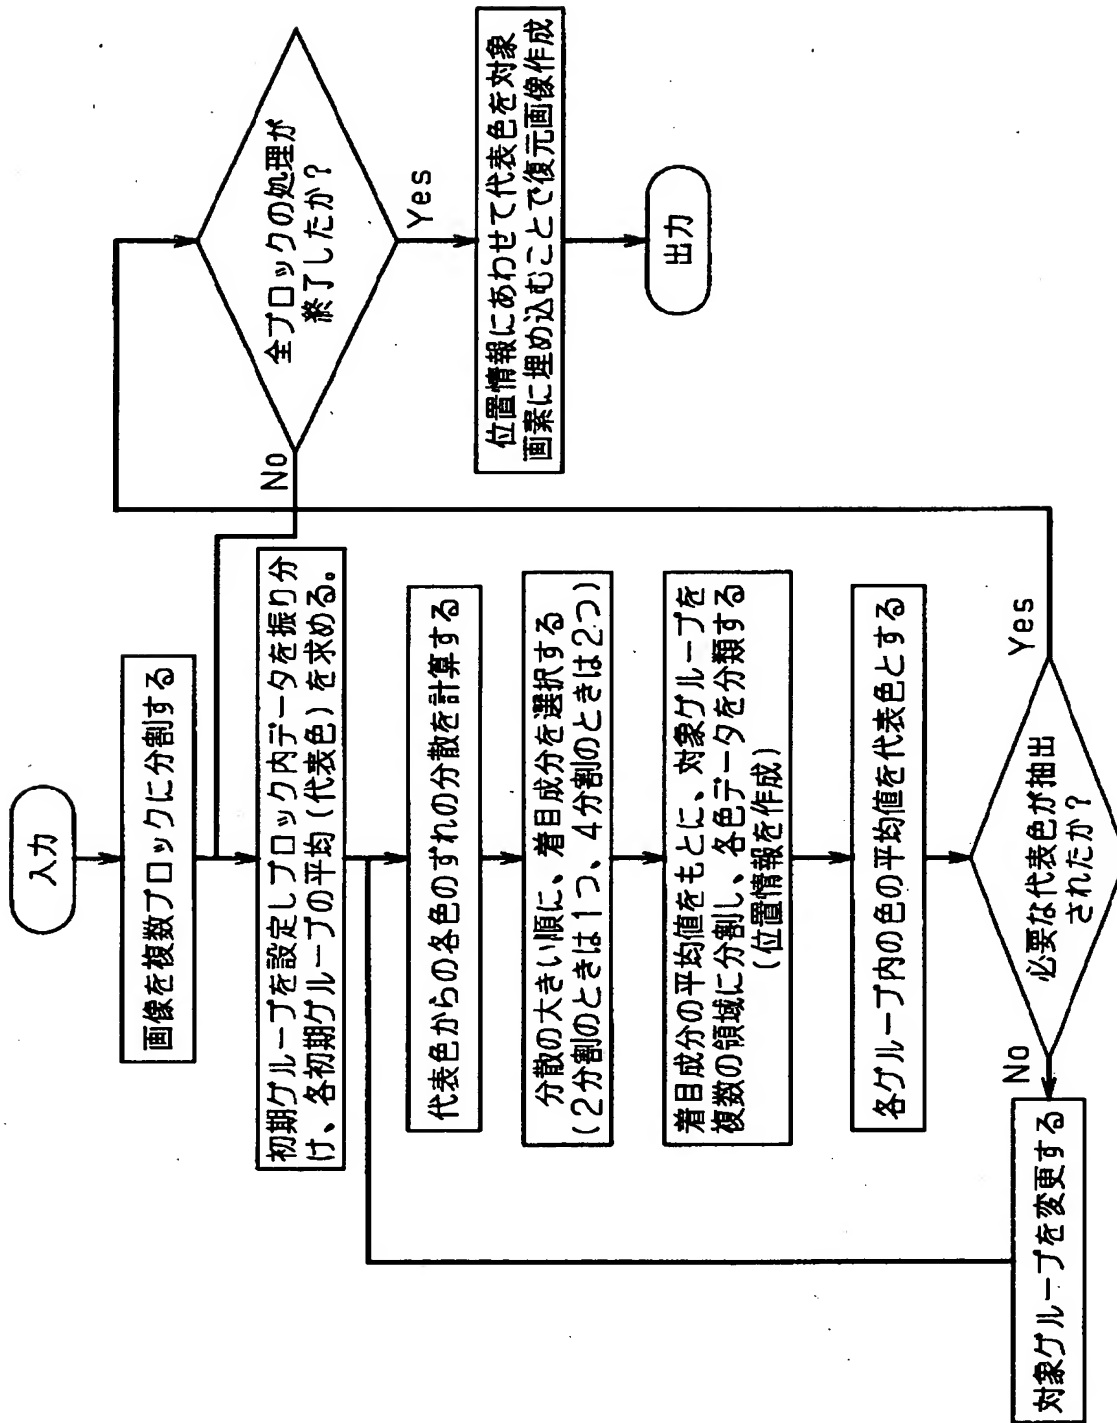 入力
画像を複数ブロックに分割する
初期グループを設定しブロック内データを振り分
け、各初期グループの平均(代表色)を求める。
代表色からの各色のずれの分散を計算する
分散の大きい順に、着目成分を選択する
(2分割のときは1つ、4分割のときは2つ)
着目成分の平均値をもとに、対象グループを
複数の領域に分割し、各色データを分類する
(位置情報を作成)
各グループ内の色の平均値を代表色とする
必要な代表色が抽出
されたか?
No
Yes
対象グループを変更する
全ブロックの処理が
終了したか?
No
Yes
位置情報にあわせて代表色を対象
画素に埋め込むことで復元画像作成
出力